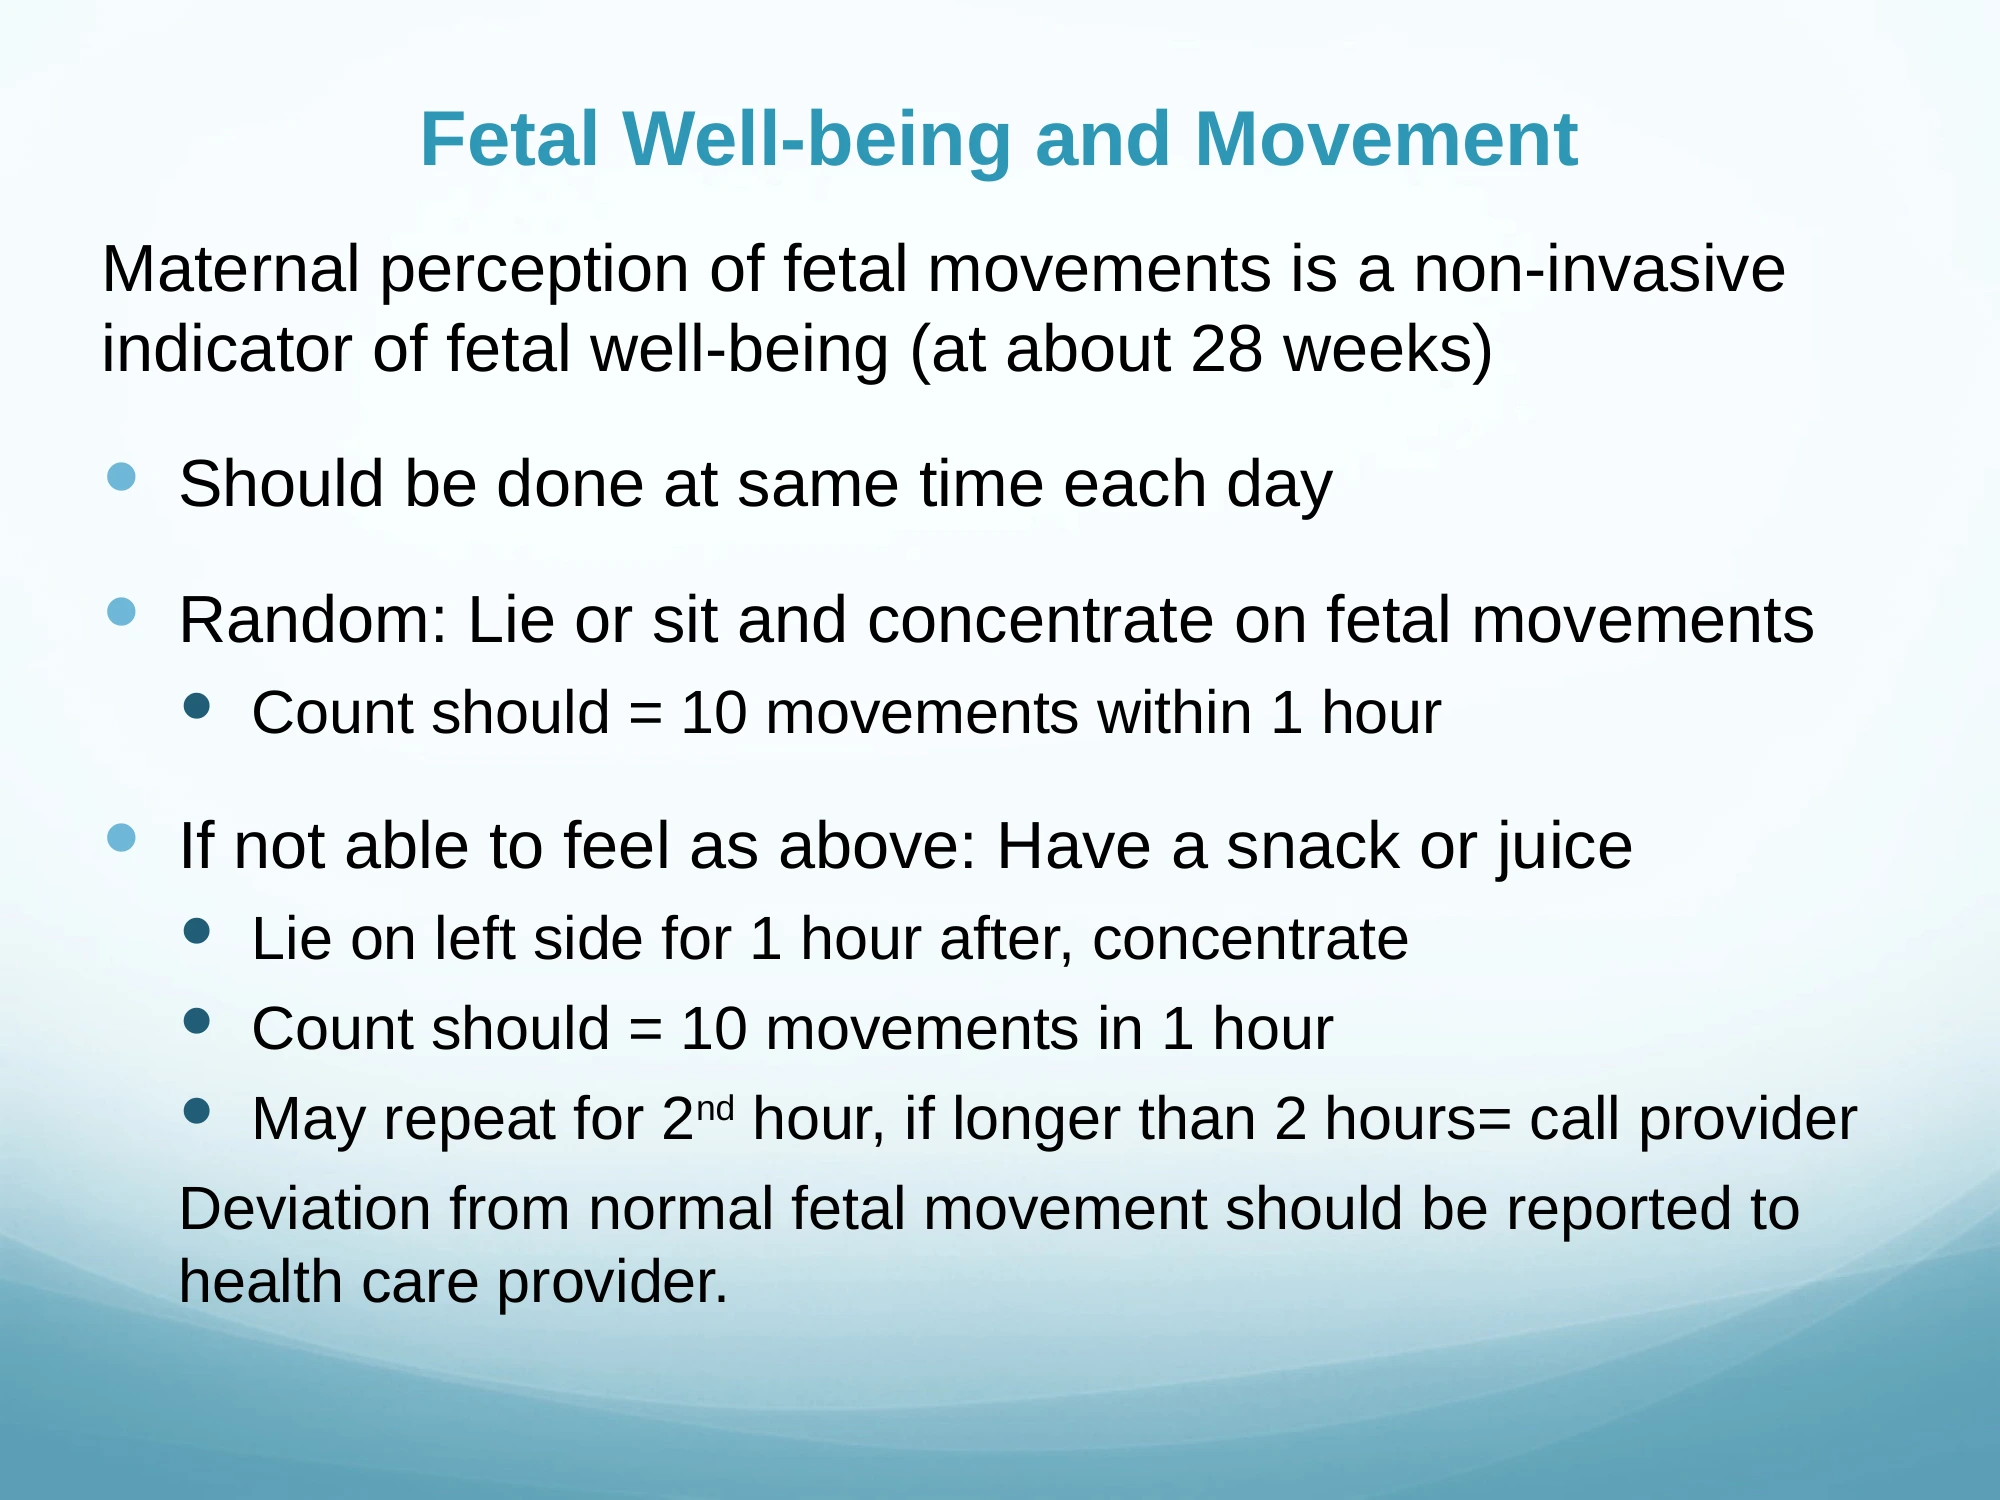 Fetal Well-being and Movement
Maternal perception of fetal movements is a non-invasive
indicator of fetal well-being (at about 28 weeks)
• Should be done at same time each day
• Random: Lie or sit and concentrate on fetal movements
• Count should = 10 movements within 1 hour
• If not able to feel as above: Have a snack or juice
• Lie on left side for 1 hour after, concentrate
• Count should = 10 movements in 1 hour
• May repeat for 2nd hour, if longer than 2 hours= call provider
Deviation from normal fetal movement should be reported to
health care provider.